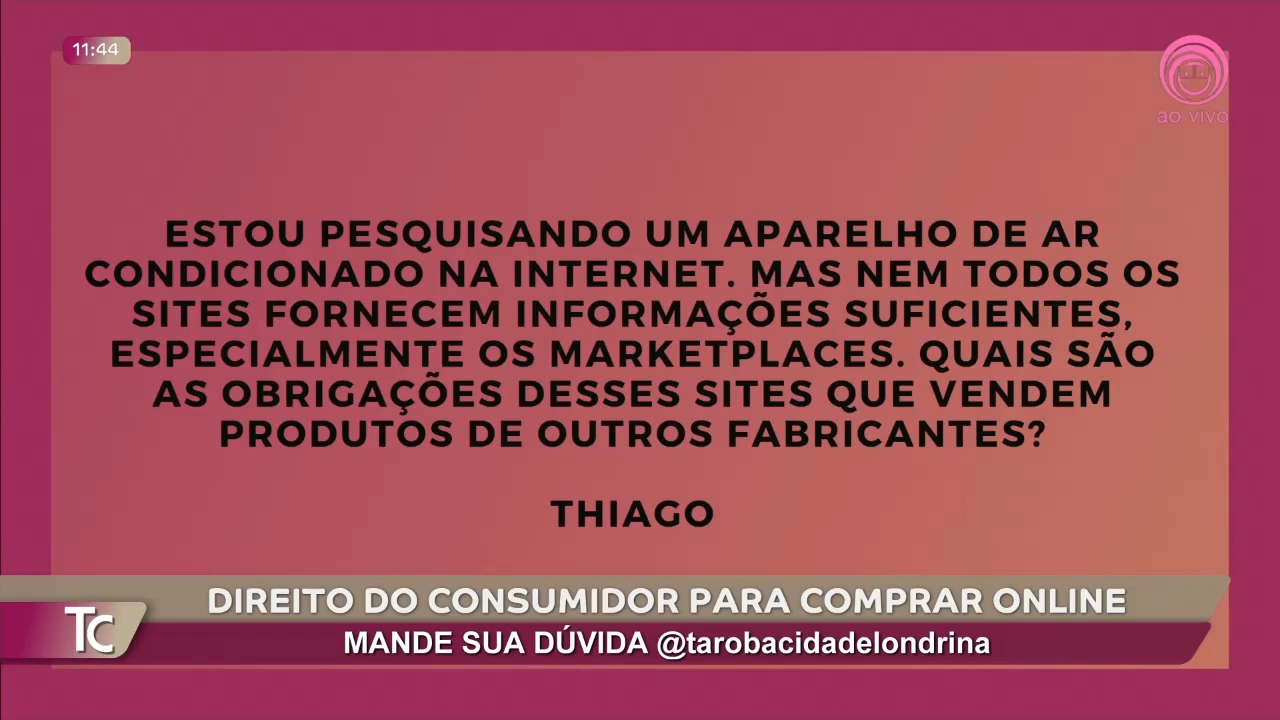 11:44
ao vivo
ESTOU PESQUISANDO UM APARELHO DE AR
CONDICIONADO NA INTERNET. MAS NEM TODOS OS
SITES FORNECEM INFORMAÇÕES SUFICIENTES,
ESPECIALMENTE OS MARKETPLACES. QUAIS SÃO
AS OBRIGAÇÕES DESSES SITES QUE VENDEM
PRODUTOS DE OUTROS FABRICANTES?
THIAGO
DIREITO DO CONSUMIDOR PARA COMPRAR ONLINE
TC
MANDE SUA DÚVIDA @tarobacidadelondrina